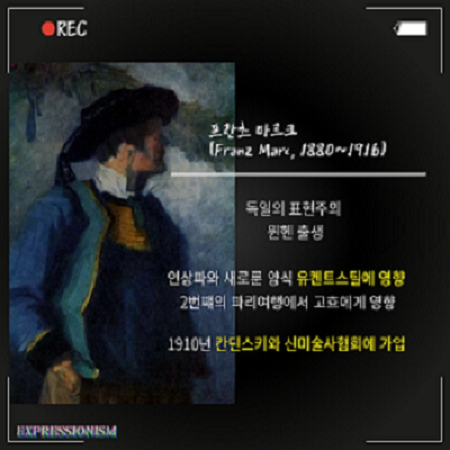 REC
프란츠 마르크
(Franz Marc, 1880~1916)
독일의 표현주의
뮌헨 출생
인상파와 새로운 양식 유겐트스틸에 영향
2번째의 파리여행에서 고흐에게 영향
1910년 칸딘스키와 신미술사협회에 가입
EXPRESSIONISM